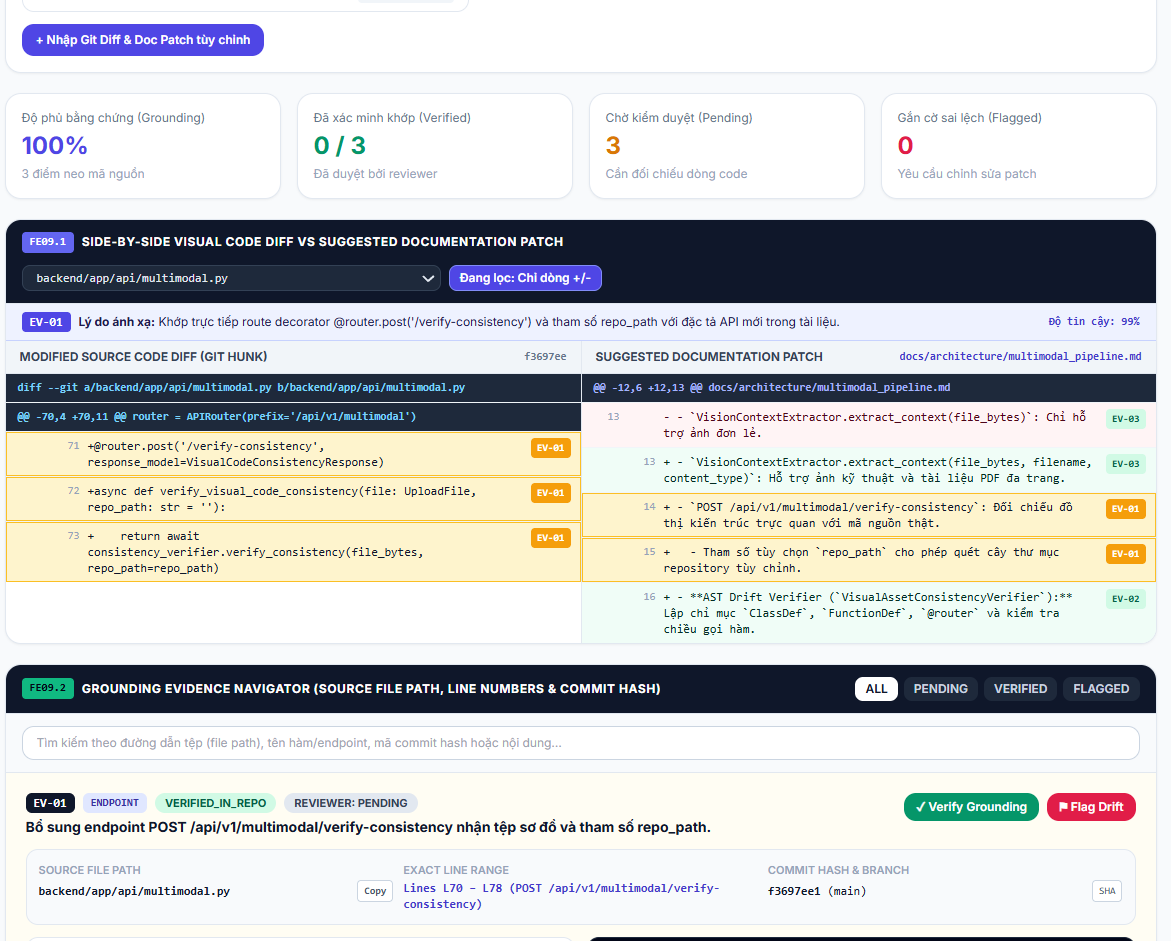 + Nhập Git Diff & Doc Patch tùy chỉnh
Độ phủ bằng chứng (Grounding)
100%
3 điểm neo mã nguồn
Đã xác minh khớp (Verified)
0 / 3
Đã duyệt bởi reviewer
Chờ kiểm duyệt (Pending)
3
Cần đối chiếu dòng code
Gắn cờ sai lệch (Flagged)
0
Yêu cầu chỉnh sửa patch
FE09.1 SIDE-BY-SIDE VISUAL CODE DIFF VS SUGGESTED DOCUMENTATION PATCH
backend/app/api/multimodal.py
Đang lọc: Chỉ dòng +/-
EV-01 Lý do ánh xạ: Khớp trực tiếp route decorator @router.post('/verify-consistency') và tham số repo_path với đặc tả API mới trong tài liệu.
Độ tin cậy: 99%
MODIFIED SOURCE CODE DIFF (GIT HUNK) f3697ee
diff --git a/backend/app/api/multimodal.py b/backend/app/api/multimodal.py
@@ -70,4 +70,11 @@ router = APIRouter(prefix='/api/v1/multimodal')
71 +@router.post('/verify-consistency', EV-01
response_model=VisualCodeConsistencyResponse)
72 +async def verify_visual_code_consistency(file: UploadFile, EV-01
repo_path: str = ''):
73 +    return await EV-01
consistency_verifier.verify_consistency(file_bytes,
repo_path=repo_path)
SUGGESTED DOCUMENTATION PATCH docs/architecture/multimodal_pipeline.md
@@ -12,6 +12,13 @@ docs/architecture/multimodal_pipeline.md
13 - - `VisionContextExtractor.extract_context(file_bytes)`: Chỉ hỗ EV-03
trợ ảnh đơn lẻ.
13 + - `VisionContextExtractor.extract_context(file_bytes, filename, EV-03
content_type)`: Hỗ trợ ảnh kỹ thuật và tài liệu PDF đa trang.
14 + - `POST /api/v1/multimodal/verify-consistency`: Đối chiếu đồ EV-01
thị kiến trúc trực quan với mã nguồn thật.
15 +   - Tham số tùy chọn `repo_path` cho phép quét cây thư mục EV-01
repository tùy chỉnh.
16 + - **AST Drift Verifier (`VisualAssetConsistencyVerifier`):** EV-02
Lập chỉ mục `ClassDef`, `FunctionDef`, `@router` và kiểm tra
chiều gọi hàm.
FE09.2 GROUNDING EVIDENCE NAVIGATOR (SOURCE FILE PATH, LINE NUMBERS & COMMIT HASH)
ALL PENDING VERIFIED FLAGGED
Tìm kiếm theo đường dẫn tệp (file path), tên hàm/endpoint, mã commit hash hoặc nội dung...
EV-01 ENDPOINT VERIFIED_IN_REPO REVIEWER: PENDING
✓ Verify Grounding ⚑ Flag Drift
Bổ sung endpoint POST /api/v1/multimodal/verify-consistency nhận tệp sơ đồ và tham số repo_path.
SOURCE FILE PATH
backend/app/api/multimodal.py
Copy
EXACT LINE RANGE
Lines L70 - L78 (POST /api/v1/multimodal/verify-
consistency)
COMMIT HASH & BRANCH
f3697ee1 (main)
SHA